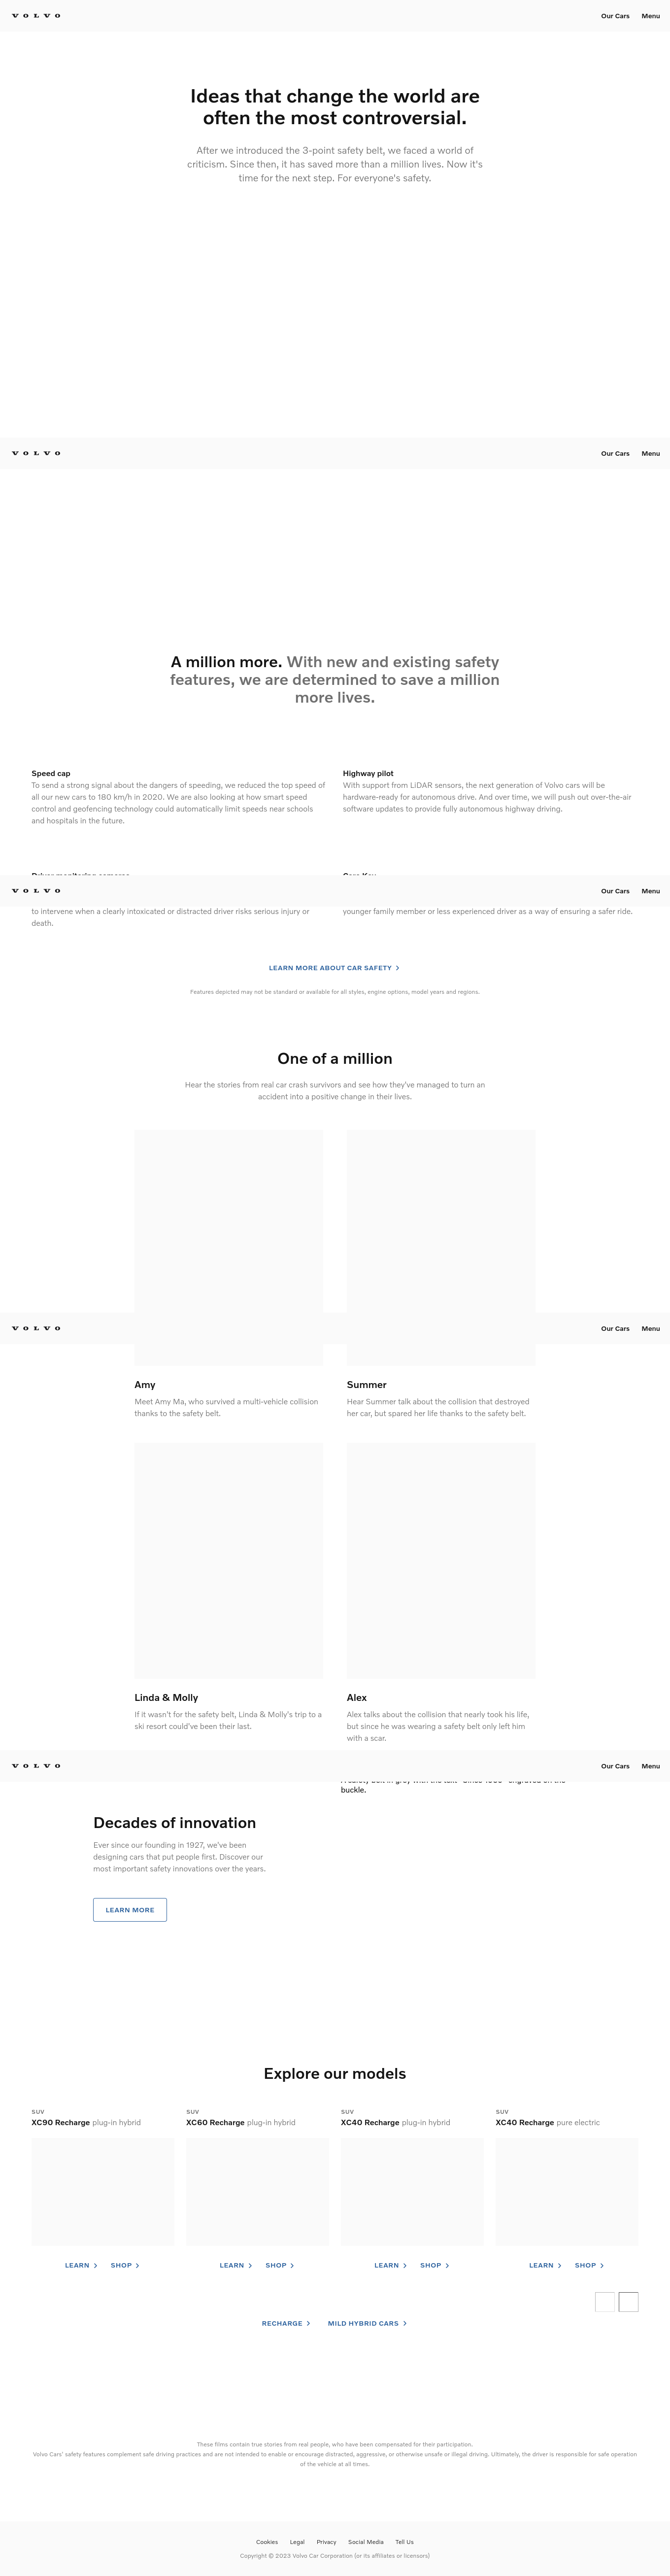 VOLVO
Our Cars Menu
Ideas that change the world are
often the most controversial.
After we introduced the 3-point safety belt, we faced a world of
criticism. Since then, it has saved more than a million lives. Now it's
time for the next step. For everyone's safety.
VOLVO
Our Cars Menu
A million more. With new and existing safety
features, we are determined to save a million
more lives.
Speed cap
To send a strong signal about the dangers of speeding, we reduced the top speed of
all our new cars to 180 km/h in 2020. We are also looking at how smart speed
control and geofencing technology could automatically limit speeds near schools
and hospitals in the future.
Highway pilot
With support from LiDAR sensors, the next generation of Volvo cars will be
hardware-ready for autonomous drive. And over time, we will push out over-the-air
software updates to provide fully autonomous highway driving.
VOLVO
Our Cars Menu
to intervene when a clearly intoxicated or distracted driver risks serious injury or
death.
younger family member or less experienced driver as a way of ensuring a safer ride.
LEARN MORE ABOUT CAR SAFETY
Features depicted may not be standard or available for all styles, engine options, model years and regions.
One of a million
Hear the stories from real car crash survivors and see how they've managed to turn an
accident into a positive change in their lives.
VOLVO
Our Cars Menu
Amy
Meet Amy Ma, who survived a multi-vehicle collision
thanks to the safety belt.
Summer
Hear Summer talk about the collision that destroyed
her car, but spared her life thanks to the safety belt.
Linda & Molly
If it wasn't for the safety belt, Linda & Molly's trip to a
ski resort could've been their last.
Alex
Alex talks about the collision that nearly took his life,
but since he was wearing a safety belt only left him
with a scar.
VOLVO
Our Cars Menu
buckle.
Decades of innovation
Ever since our founding in 1927, we've been
designing cars that put people first. Discover our
most important safety innovations over the years.
LEARN MORE
Explore our models
SUV
XC90 Recharge plug-in hybrid
LEARN SHOP
SUV
XC60 Recharge plug-in hybrid
LEARN SHOP
SUV
XC40 Recharge plug-in hybrid
LEARN SHOP
SUV
XC40 Recharge pure electric
LEARN SHOP
RECHARGE MILD HYBRID CARS
These films contain true stories from real people, who have been compensated for their participation.
Volvo Cars' safety features complement safe driving practices and are not intended to enable or encourage distracted, aggressive, or otherwise unsafe or illegal driving. Ultimately, the driver is responsible for safe operation
of the vehicle at all times.
Cookies Legal Privacy Social Media Tell Us
Copyright © 2023 Volvo Car Corporation (or its affiliates or licensors)